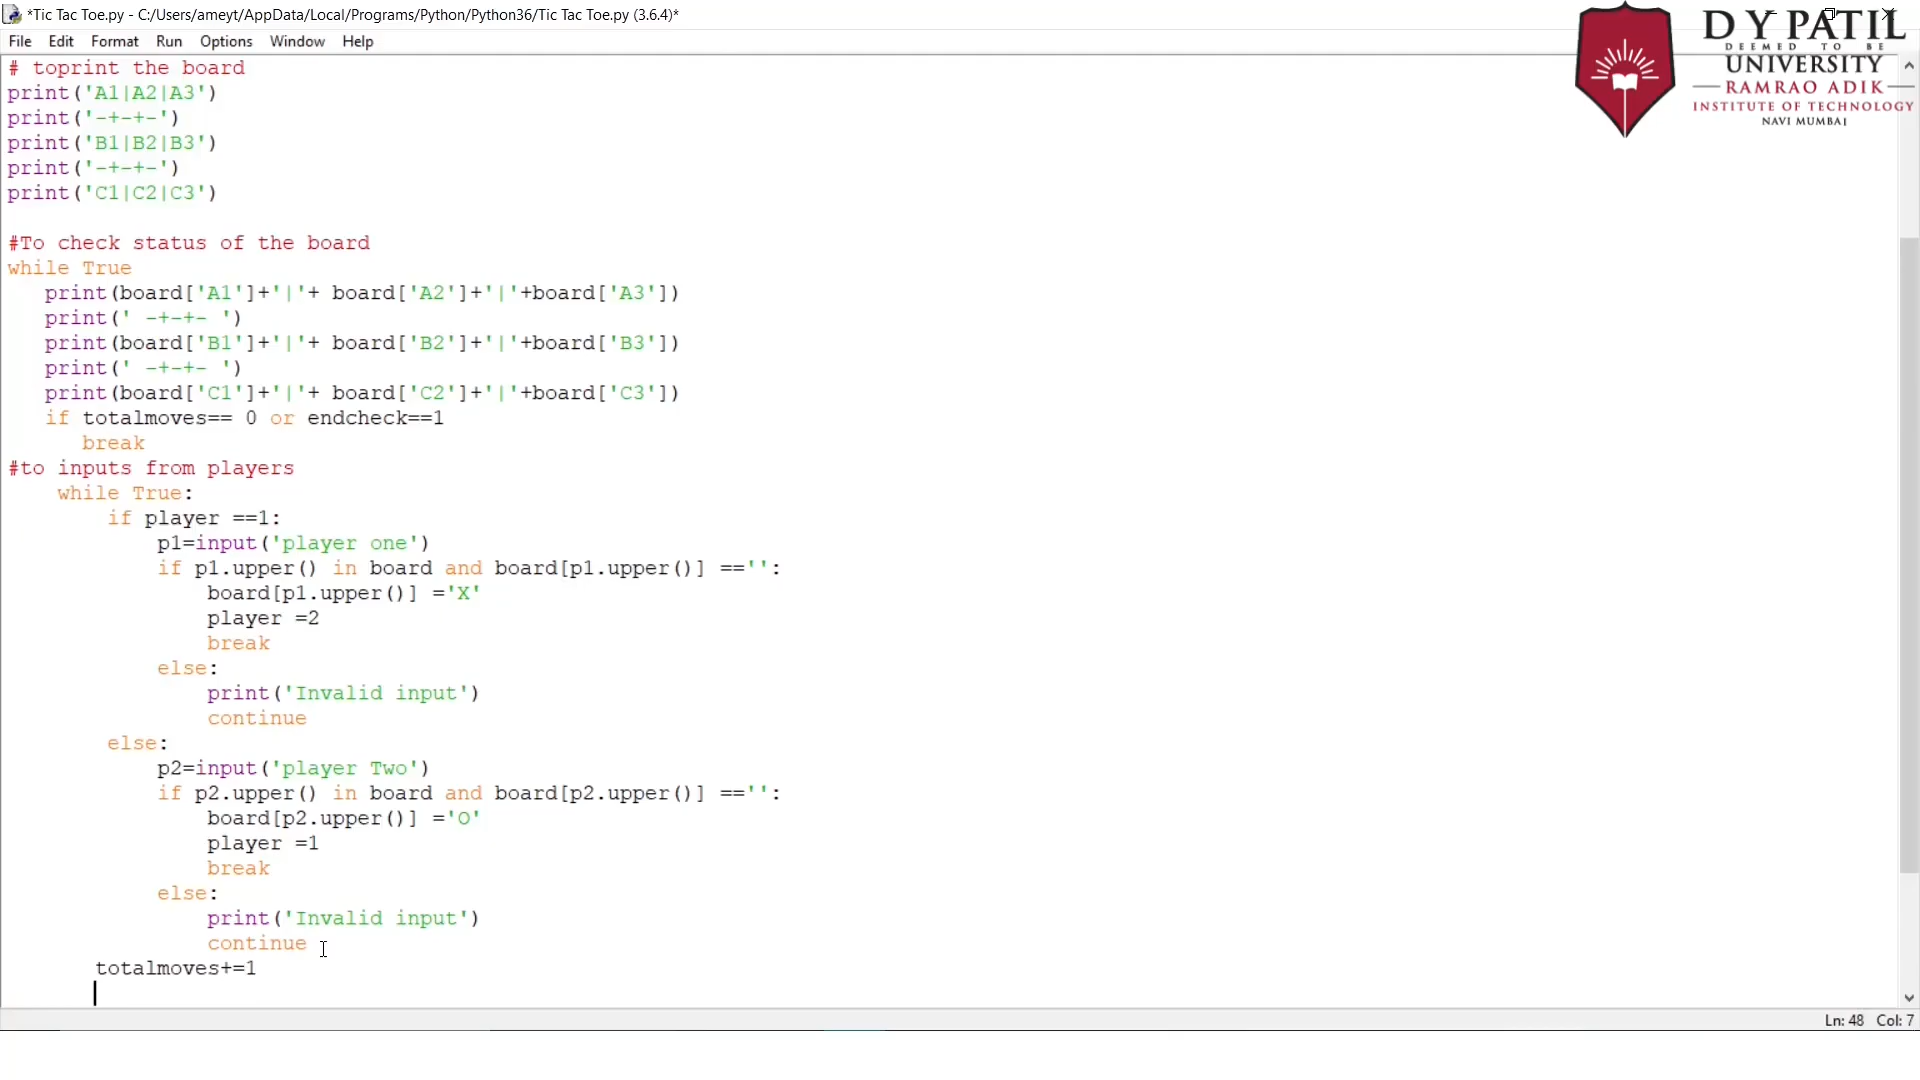 *Tic Tac Toe.py - C:/Users/ameyt/AppData/Local/Programs/Python/Python36/Tic Tac Toe.py (3.6.4)*
File Edit Format Run Options Window Help
D Y PATIL
DEEMED TO BE
UNIVERSITY
RAMRAO ADIK
INSTITUTE OF TECHNOLOGY
NAVI MUMBAI
# toprint the board
print('A1|A2|A3')
print('-+-+-')
print('B1|B2|B3')
print('-+-+-')
print('C1|C2|C3')
#To check status of the board
while True
   print(board['A1']+'|'+ board['A2']+'|'+board['A3'])
   print(' -+-+- ')
   print(board['B1']+'|'+ board['B2']+'|'+board['B3'])
   print(' -+-+- ')
   print(board['C1']+'|'+ board['C2']+'|'+board['C3'])
   if totalmoves== 0 or endcheck==1
      break
#to inputs from players
    while True:
        if player ==1:
            p1=input('player one')
            if p1.upper() in board and board[p1.upper()] =='':
                board[p1.upper()] ='X'
                player =2
                break
            else:
                print('Invalid input')
                continue
        else:
            p2=input('player Two')
            if p2.upper() in board and board[p2.upper()] =='':
                board[p2.upper()] ='O'
                player =1
                break
            else:
                print('Invalid input')
                continue
       totalmoves+=1
Ln: 48 Col: 7